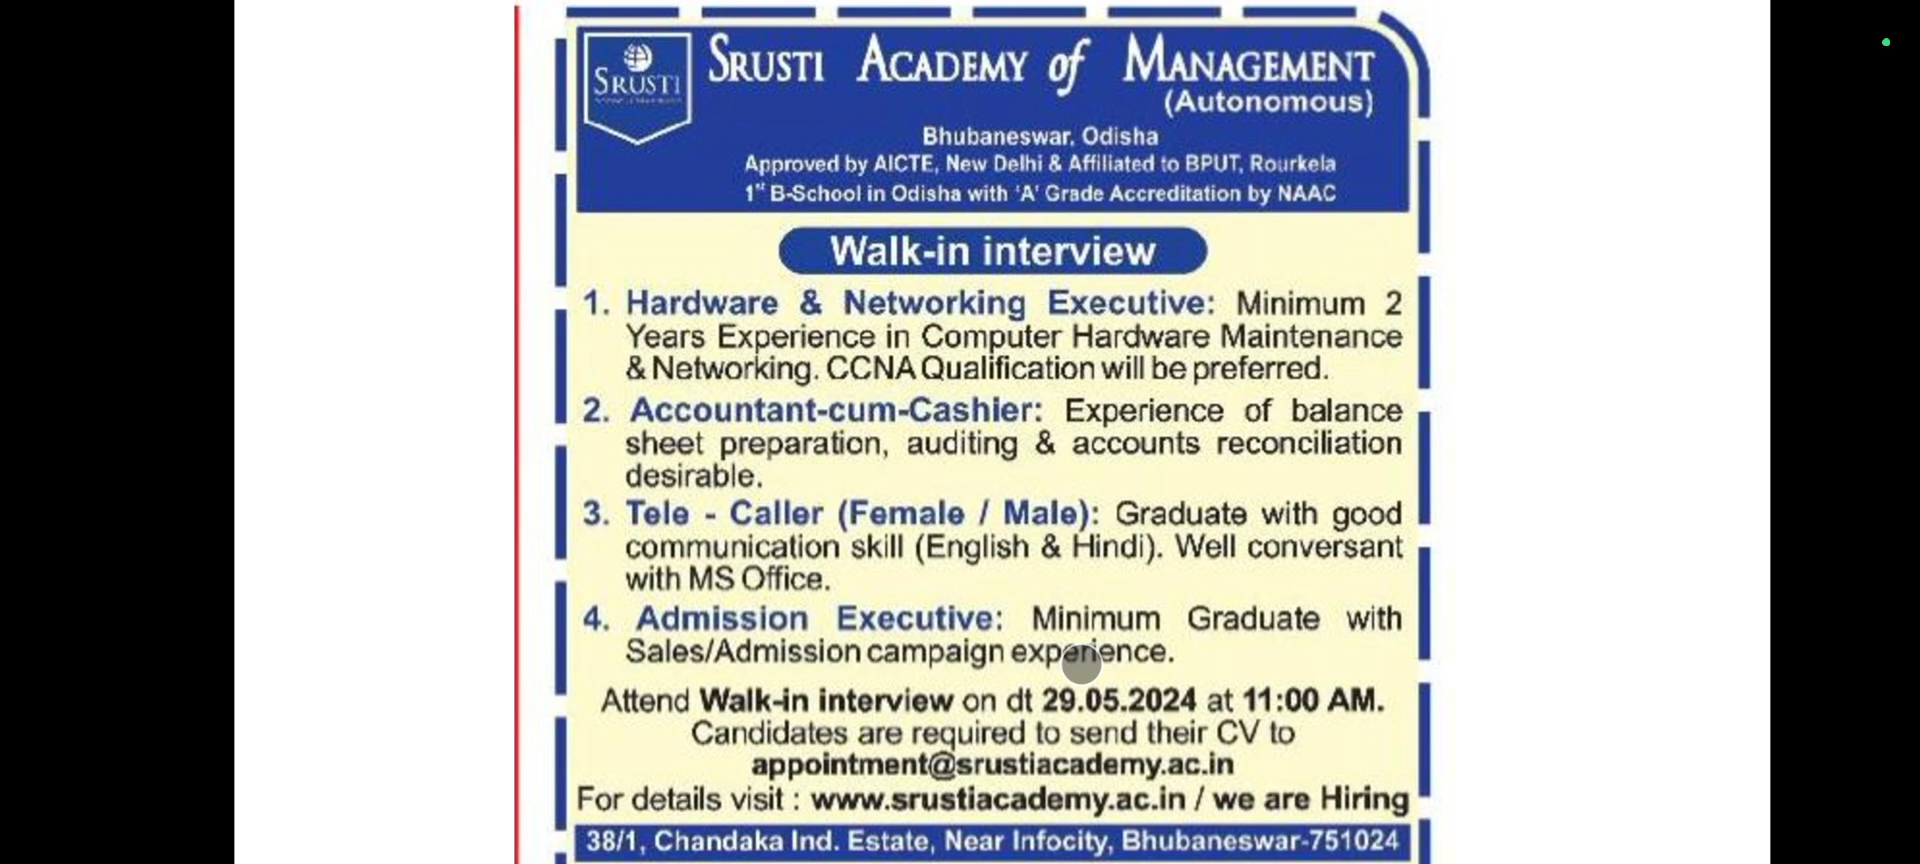 SRUSTI
SRUSTI ACADEMY of MANAGEMENT
(Autonomous)
Bhubaneswar, Odisha
Approved by AICTE, New Delhi & Affiliated to BPUT, Rourkela
1st B-School in Odisha with 'A' Grade Accreditation by NAAC
Walk-in interview
1. Hardware & Networking Executive: Minimum 2
Years Experience in Computer Hardware Maintenance
& Networking. CCNA Qualification will be preferred.
2. Accountant-cum-Cashier: Experience of balance
sheet preparation, auditing & accounts reconciliation
desirable.
3. Tele - Caller (Female / Male): Graduate with good
communication skill (English & Hindi). Well conversant
with MS Office.
4. Admission Executive: Minimum Graduate with
Sales/Admission campaign experience.
Attend Walk-in interview on dt 29.05.2024 at 11:00 AM.
Candidates are required to send their CV to
appointment@srustiacademy.ac.in
For details visit : www.srustiacademy.ac.in / we are Hiring
38/1, Chandaka Ind. Estate, Near Infocity, Bhubaneswar-751024